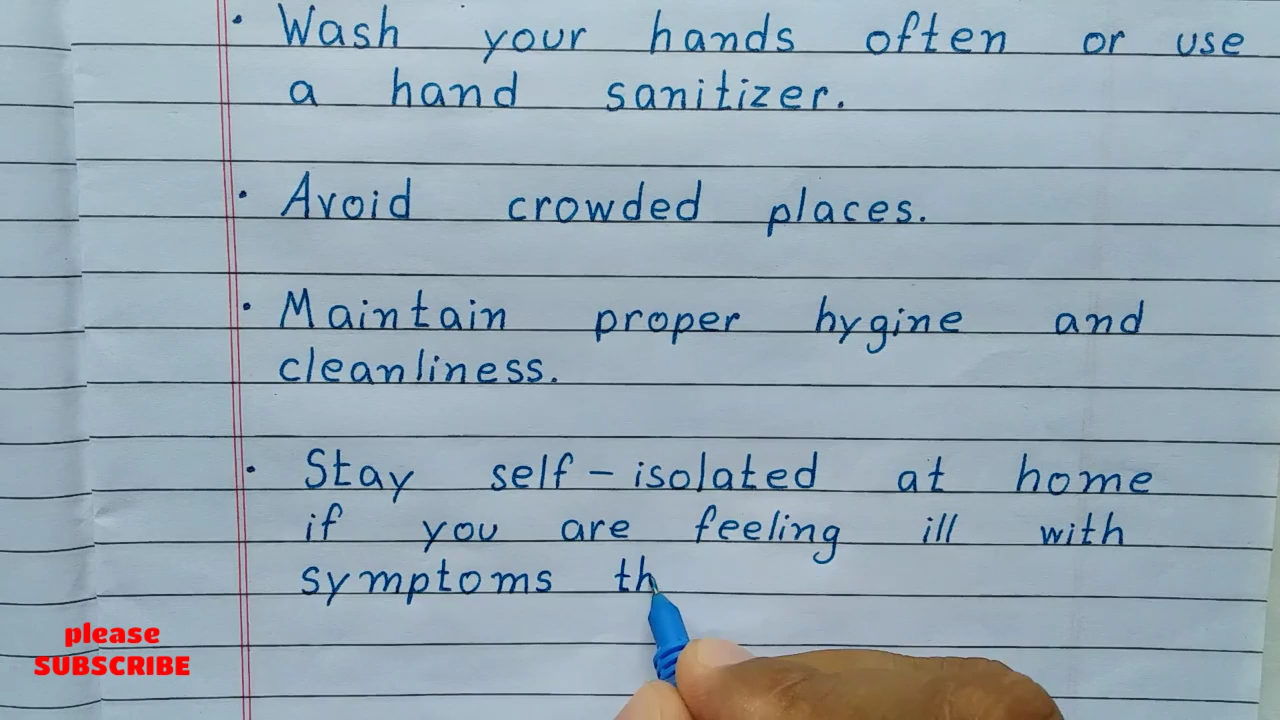 • Wash your hands often or use
a hand sanitizer.
• Avoid crowded places.
• Maintain proper hygine and
cleanliness.
• Stay self-isolated at home
if you are feeling ill with
symptoms th
please
SUBSCRIBE